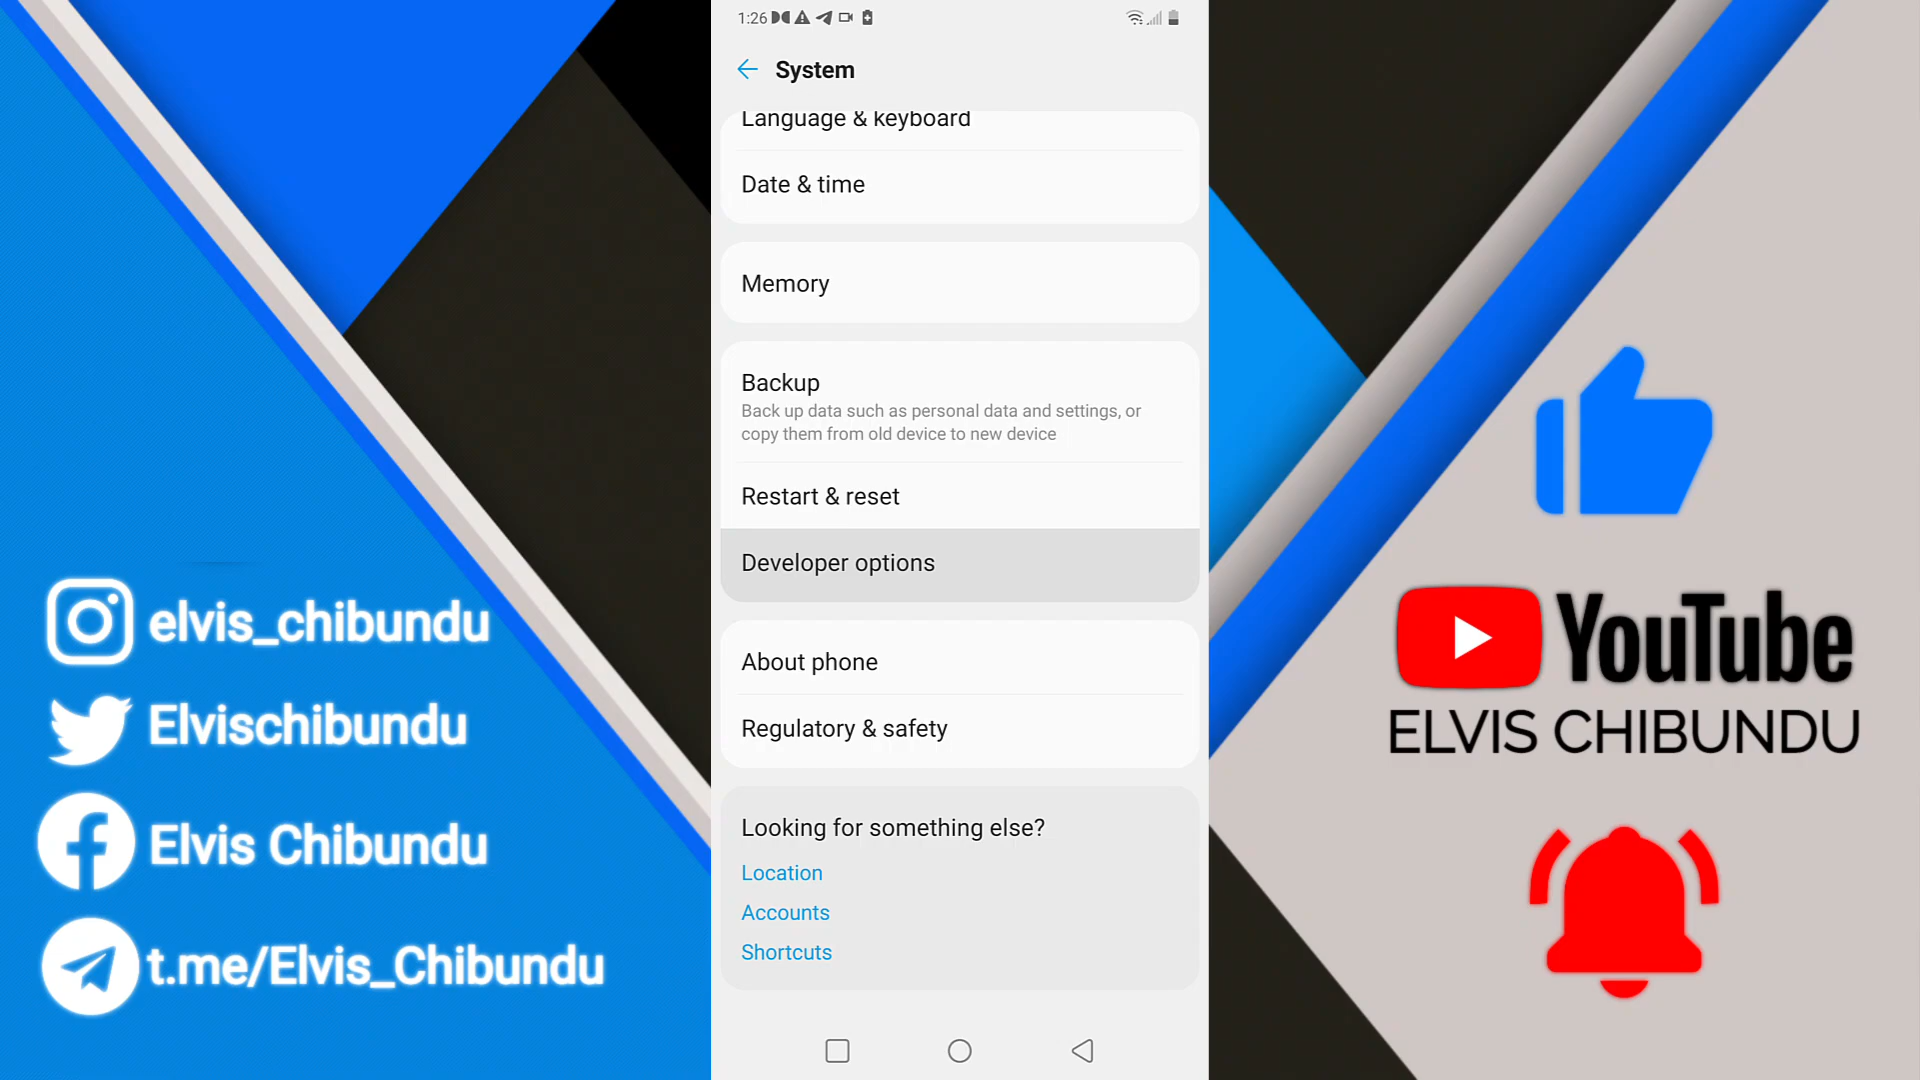 1:26
System
Language & keyboard
Date & time
Memory
Backup
Back up data such as personal data and settings, or
copy them from old device to new device
Restart & reset
Developer options
About phone
Regulatory & safety
Looking for something else?
Location
Accounts
Shortcuts
elvis_chibundu
Elvischibundu
Elvis Chibundu
t.me/Elvis_Chibundu
YouTube
ELVIS CHIBUNDU